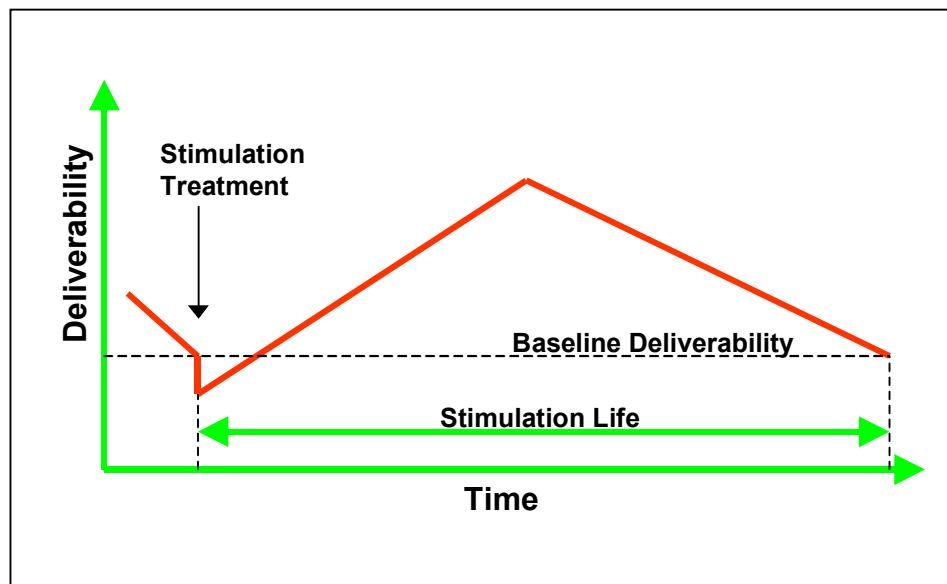 Stimulation
Treatment
Deliverability
Baseline Deliverability
Stimulation Life
Time